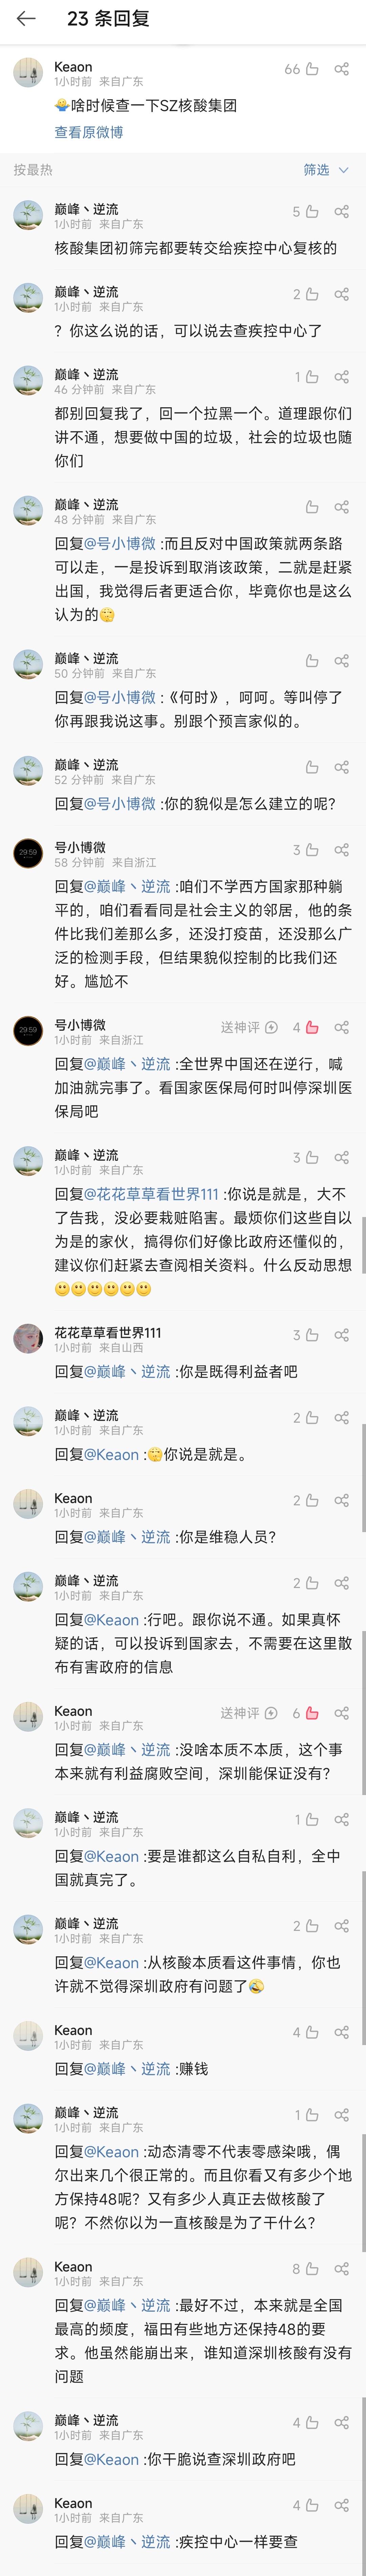 23 条回复
Keaon
66
1小时前 来自广东
啥时候查一下SZ核酸集团
查看原微博
按最热
筛选
巅峰丶逆流
5
1小时前 来自广东
核酸集团初筛完都要转交给疾控中心复核的
巅峰丶逆流
2
1小时前 来自广东
？你这么说的话，可以说去查疾控中心了
巅峰丶逆流
1
46 分钟前 来自广东
都别回复我了，回一个拉黑一个。道理跟你们
讲不通，想要做中国的垃圾，社会的垃圾也随
你们
巅峰丶逆流
48 分钟前 来自广东
回复@号小博微 :而且反对中国政策就两条路
可以走，一是投诉到取消该政策，二就是赶紧
出国，我觉得后者更适合你，毕竟你也是这么
认为的
巅峰丶逆流
50 分钟前 来自广东
回复@号小博微 :《何时》，呵呵。等叫停了
你再跟我说这事。别跟个预言家似的。
巅峰丶逆流
52 分钟前 来自广东
回复@号小博微 :你的貌似是怎么建立的呢？
号小博微
3
58 分钟前 来自浙江
回复@巅峰丶逆流 :咱们不学西方国家那种躺
平的，咱们看看同是社会主义的邻居，他的条
件比我们差那么多，还没打疫苗，还没那么广
泛的检测手段，但结果貌似控制的比我们还
好。尴尬不
号小博微
送神评
4
1小时前 来自浙江
回复@巅峰丶逆流 :全世界中国还在逆行，喊
加油就完事了。看国家医保局何时叫停深圳医
保局吧
巅峰丶逆流
3
1小时前 来自广东
回复@花花草草看世界111 :你说是就是，大不
了告我，没必要栽赃陷害。最烦你们这些自以
为是的家伙，搞得你们好像比政府还懂似的，
建议你们赶紧去查阅相关资料。什么反动思想
花花草草看世界111
3
1小时前 来自山西
回复@巅峰丶逆流 :你是既得利益者吧
巅峰丶逆流
2
1小时前 来自广东
回复@Keaon :你说是就是。
Keaon
2
1小时前 来自广东
回复@巅峰丶逆流 :你是维稳人员？
巅峰丶逆流
2
1小时前 来自广东
回复@Keaon :行吧。跟你说不通。如果真怀
疑的话，可以投诉到国家去，不需要在这里散
布有害政府的信息
Keaon
送神评
6
1小时前 来自广东
回复@巅峰丶逆流 :没啥本质不本质，这个事
本来就有利益腐败空间，深圳能保证没有？
巅峰丶逆流
1
1小时前 来自广东
回复@Keaon :要是谁都这么自私自利，全中
国就真完了。
巅峰丶逆流
2
1小时前 来自广东
回复@Keaon :从核酸本质看这件事情，你也
许就不觉得深圳政府有问题了
Keaon
4
1小时前 来自广东
回复@巅峰丶逆流 :赚钱
巅峰丶逆流
1
1小时前 来自广东
回复@Keaon :动态清零不代表零感染哦，偶
尔出来几个很正常的。而且你看又有多少个地
方保持48呢？又有多少人真正去做核酸了
呢？不然你以为一直核酸是为了干什么？
Keaon
8
1小时前 来自广东
回复@巅峰丶逆流 :最好不过，本来就是全国
最高的频度，福田有些地方还保持48的要
求。他虽然能崩出来，谁知道深圳核酸有没有
问题
巅峰丶逆流
4
1小时前 来自广东
回复@Keaon :你干脆说查深圳政府吧
Keaon
4
1小时前 来自广东
回复@巅峰丶逆流 :疾控中心一样要查